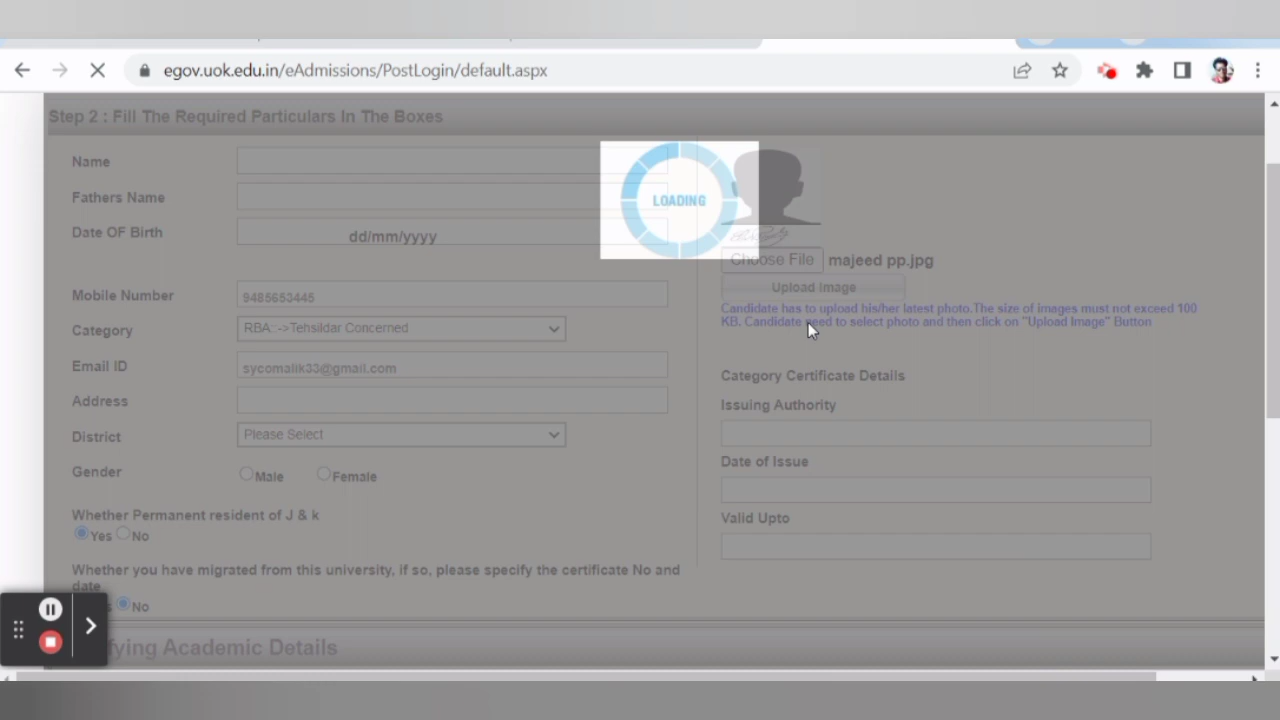 egov.uok.edu.in/eAdmissions/PostLogin/default.aspx
Step 2 : Fill The Required Particulars In The Boxes
Name
Fathers Name
Date OF Birth
dd/mm/yyyy
Mobile Number
9485653445
Category
RBA: ->Tehsildar Concerned
Email ID
sycomalik33@gmail.com
Address
District
Please Select
Gender
Male Female
Whether Permanent resident of J & k
Yes No
Whether you have migrated from this university, if so, please specify the certificate No and
date
No
LOADING
Choose File majeed pp.jpg
Upload Image
Candidate has to upload his/her latest photo.The size of images must not exceed 100
KB. Candidate need to select photo and then click on "Upload Image" Button
Category Certificate Details
Issuing Authority
Date of Issue
Valid Upto
Academic Details